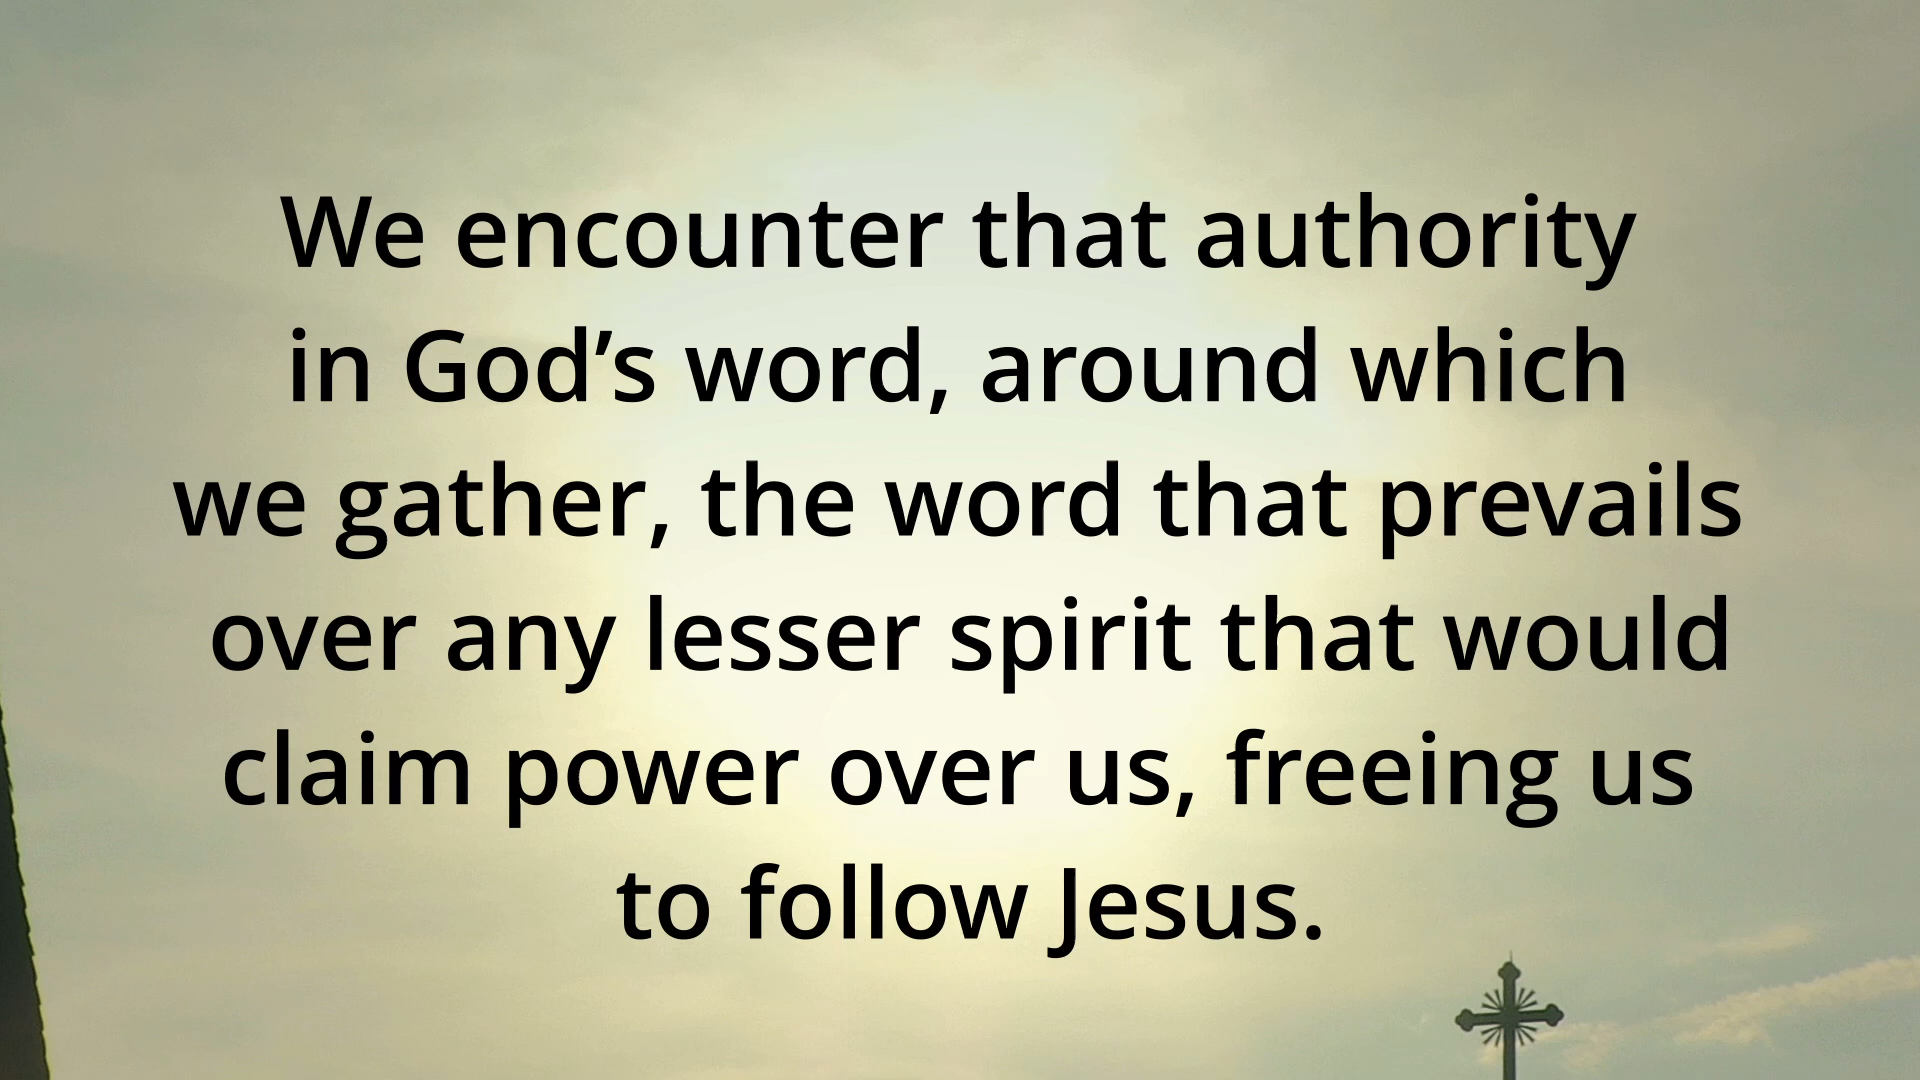 We encounter that authority
in God’s word, around which
we gather, the word that prevails
over any lesser spirit that would
claim power over us, freeing us
to follow Jesus.